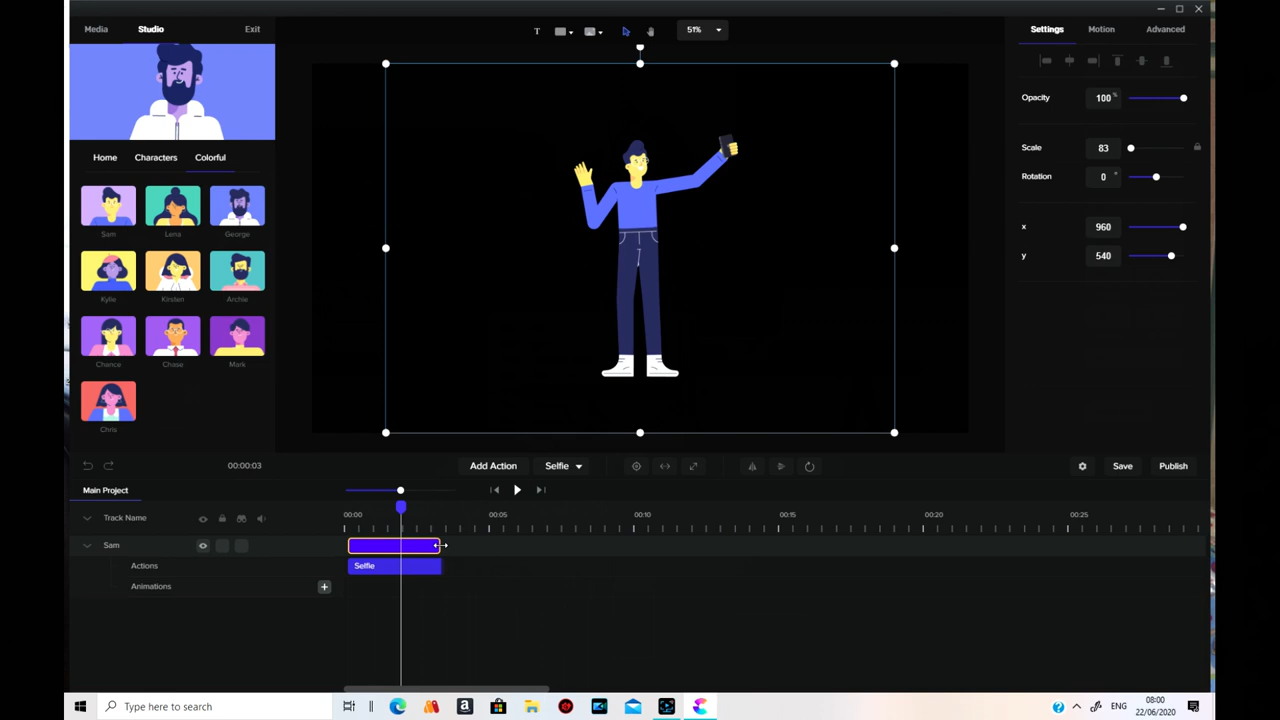 Media Studio Exit
T 51%
Settings Motion Advanced
Opacity 100 %
Scale 83
Rotation 0 °
x 960
y 540
Home Characters Colorful
Sam Lena George
Kylie Kirsten Archie
Chance Chase Mark
Chris
00:00:03 Add Action Selfie Save Publish
Main Project
Track Name 00:00 00:05 00:10 00:15 00:20 00:25
Sam
Actions Selfie
Animations +
Type here to search
a
? ENG 08:00
22/06/2020